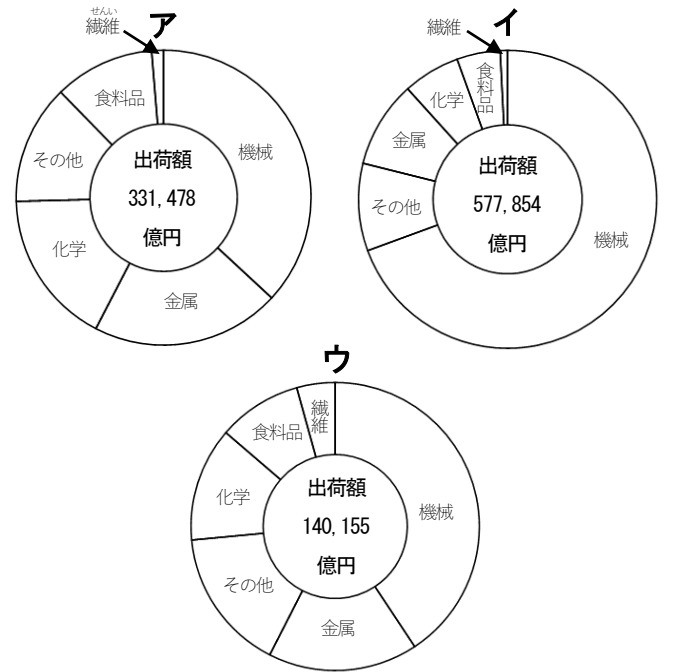 せんい
繊維
ア
機械
金属
化学
その他
食料品
出荷額
331,478
億円
繊維
イ
機械
その他
金属
化学
食料品
出荷額
577,854
億円
ウ
機械
金属
その他
化学
食料品
繊維
出荷額
140,155
億円